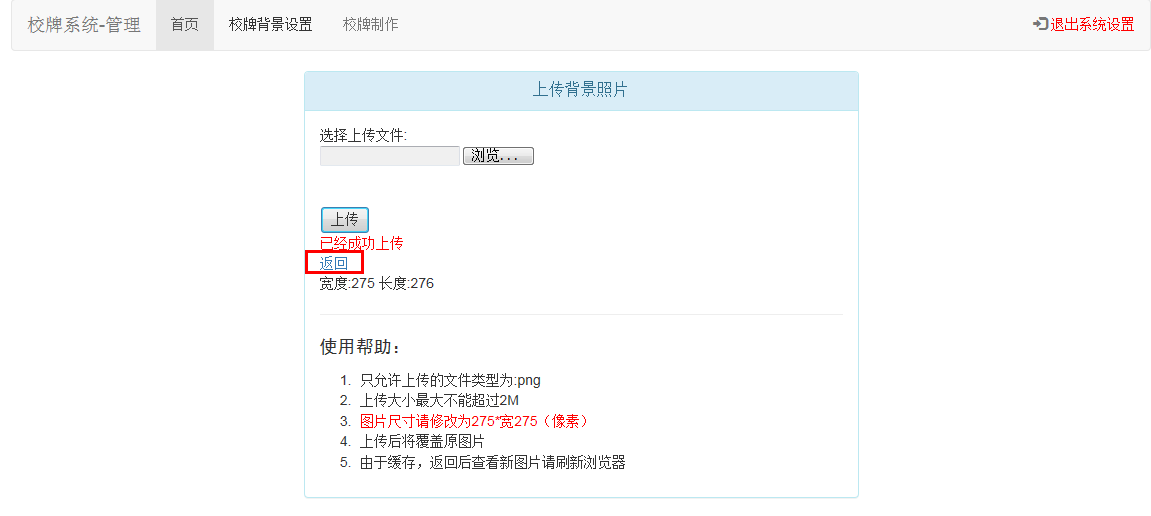 校牌系统-管理 首页 校牌背景设置 校牌制作 退出系统设置
上传背景照片
选择上传文件:
浏览...
上传
已经成功上传
返回
宽度:275 长度:276
使用帮助：
1. 只允许上传的文件类型为:png
2. 上传大小最大不能超过2M
3. 图片尺寸请修改为275*宽275（像素）
4. 上传后将覆盖原图片
5. 由于缓存，返回后查看新图片请刷新浏览器